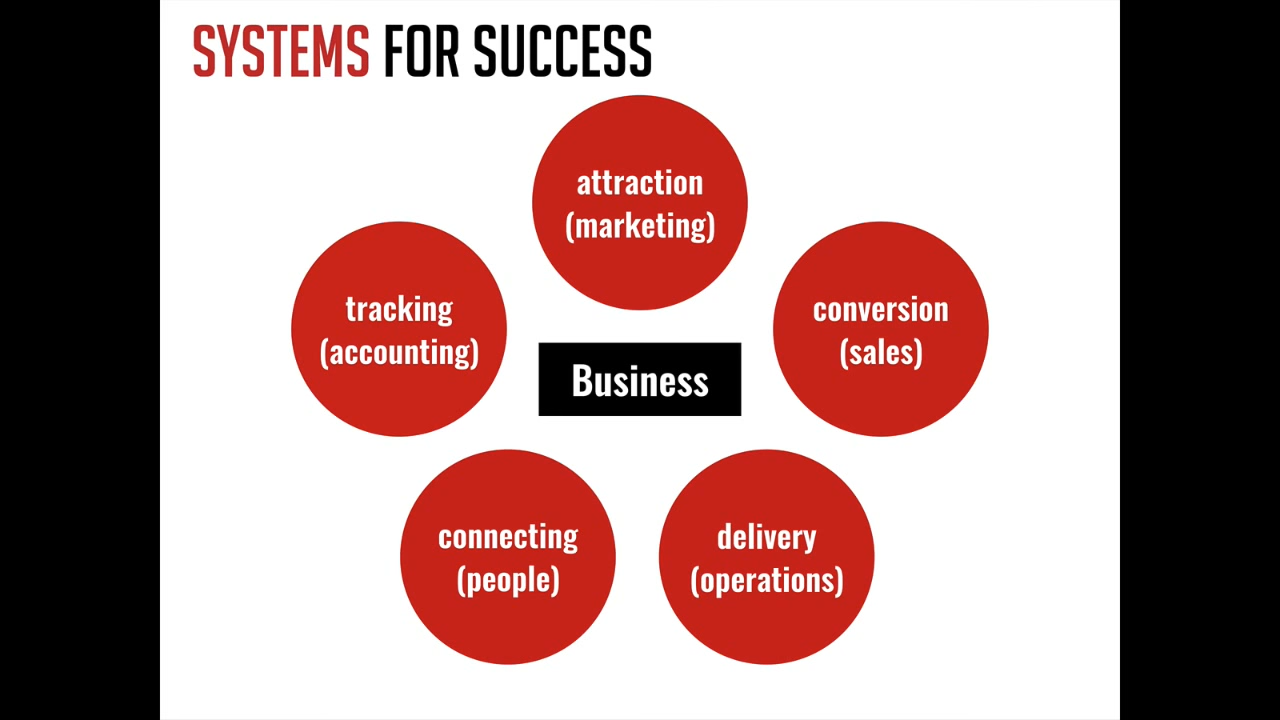 SYSTEMS FOR SUCCESS
attraction
(marketing)
tracking
(accounting)
conversion
(sales)
Business
connecting
(people)
delivery
(operations)